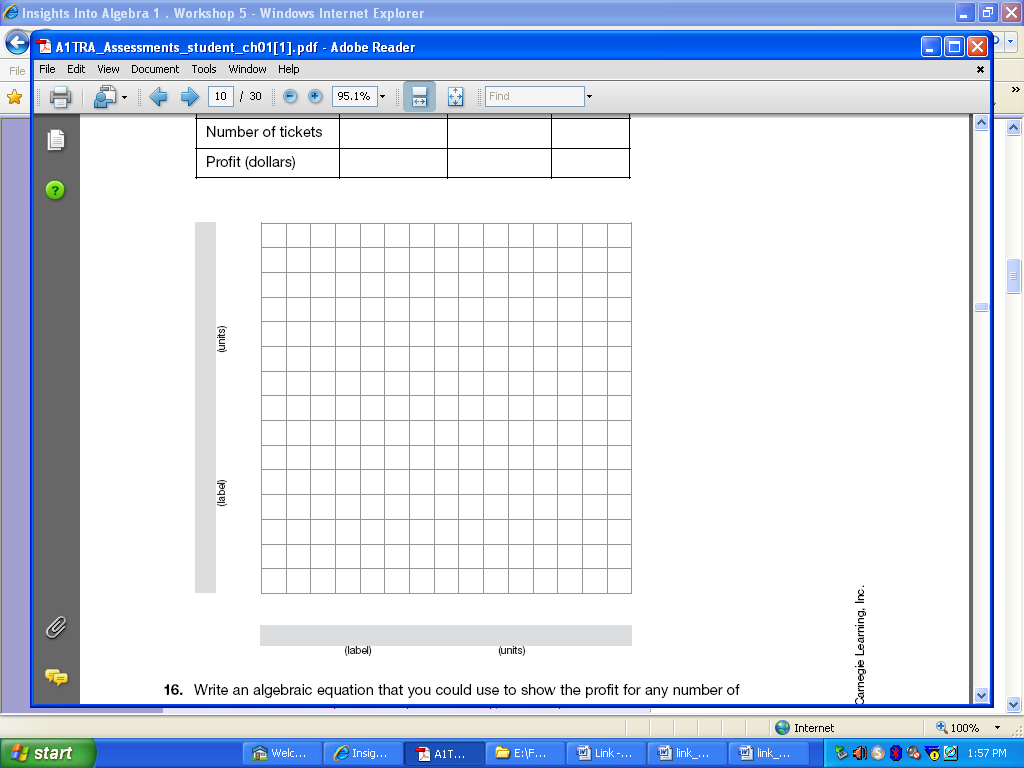 Insights Into Algebra 1 . Workshop 5 - Windows Internet Explorer
A1TRA_Assessments_student_ch01[1].pdf - Adobe Reader
File
File Edit View Document Tools Window Help
10 / 30 95.1% Find
Number of tickets
Profit (dollars)
(units)
(label)
(label) (units)
16. Write an algebraic equation that you could use to show the profit for any number of
Carnegie Learning, Inc.
Internet 100%
start Welc... Insig... A1T... E:\F... Link -... link_... link_... 1:57 PM